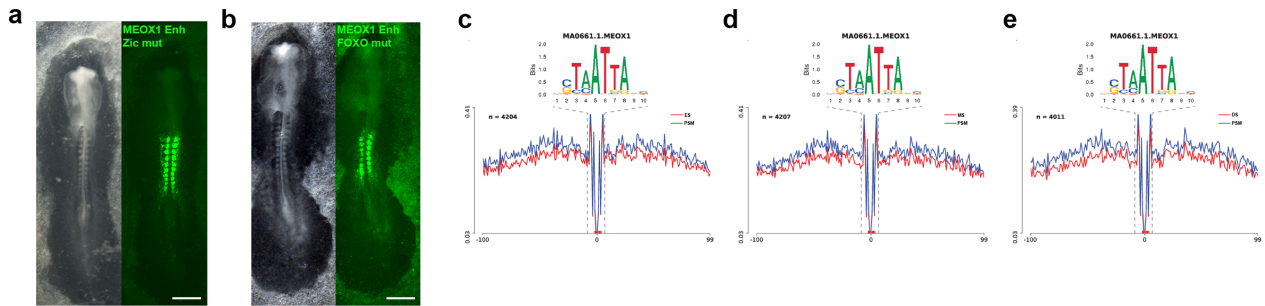 a
MEOX1 Enh
Zic mut
b
MEOX1 Enh
FOXO mut
c
MA0661.1.MEOX1
Bits
2.0
1.5
1.0
0.5
0.0
1 2 3 4 5 6 7 8 9 10
0.41
n = 4204
ES
PSM
0.03
-100
0
99
d
MA0661.1.MEOX1
Bits
2.0
1.5
1.0
0.5
0.0
1 2 3 4 5 6 7 8 9 10
0.41
n = 4207
MS
PSM
0.03
-100
0
99
e
MA0661.1.MEOX1
Bits
2.0
1.5
1.0
0.5
0.0
1 2 3 4 5 6 7 8 9 10
0.39
n = 4011
DS
PSM
0.03
-100
0
99